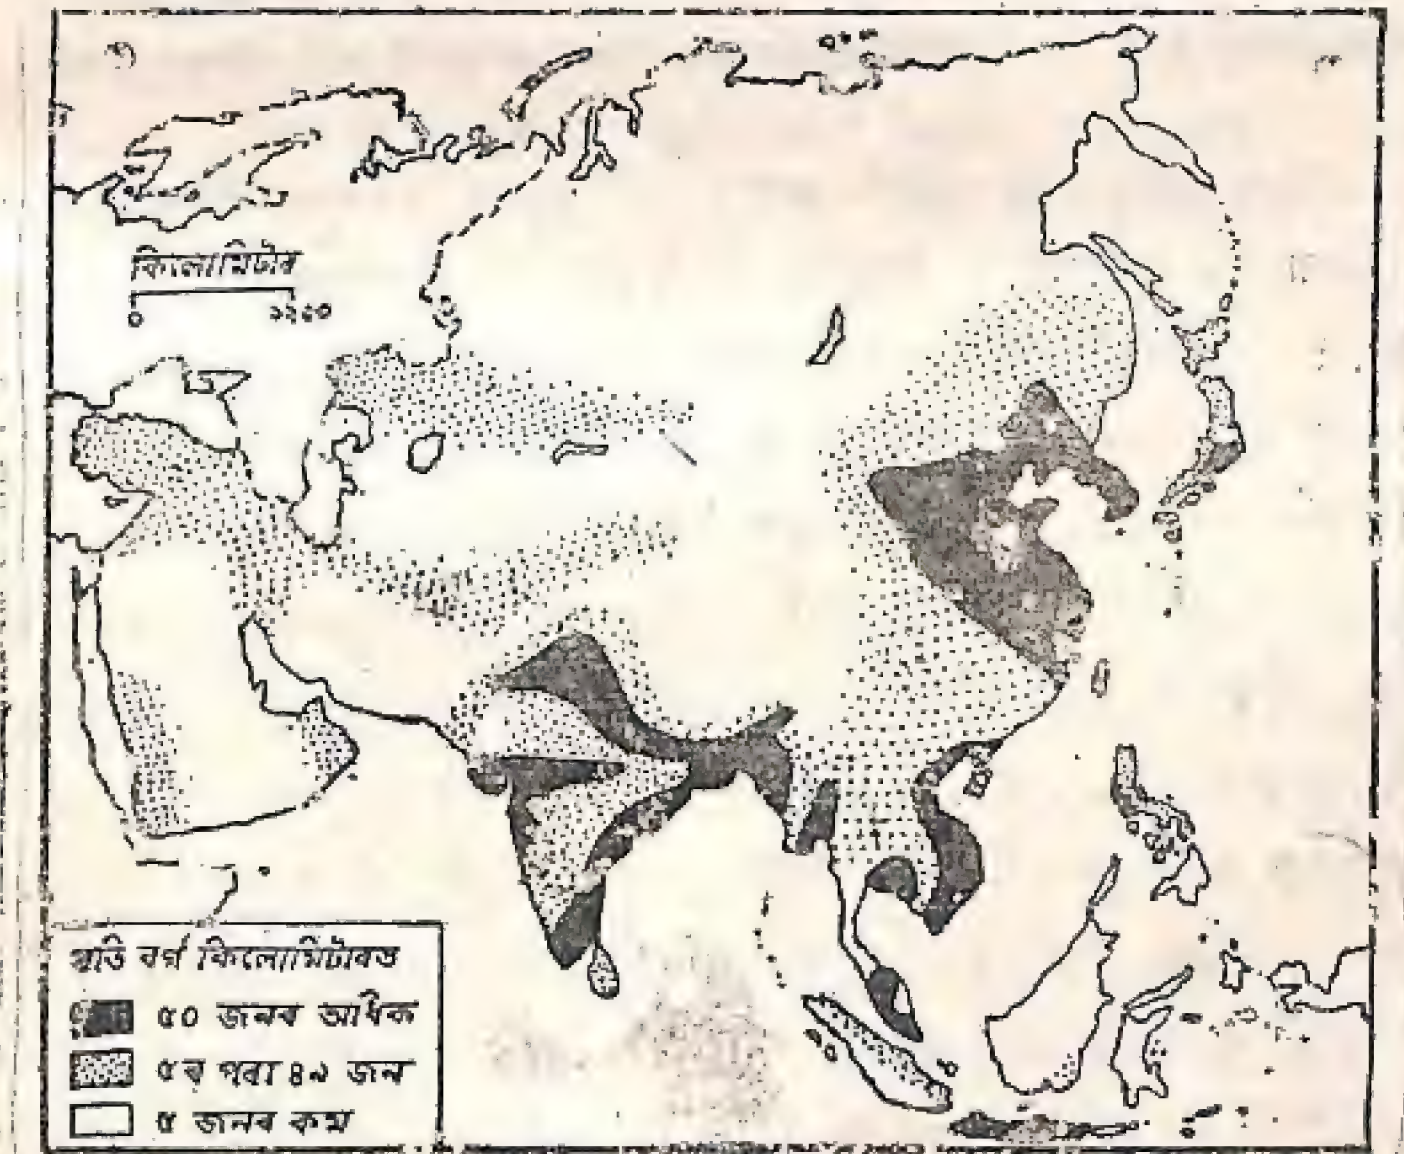 কিলোমিটাৰ
০ ১২৫০
প্ৰতি বৰ্গ কিলোমিটাৰত
৫০ জনৰ অধিক
৫ৰ পৰা ৪৯ জন
৫ জনৰ কম